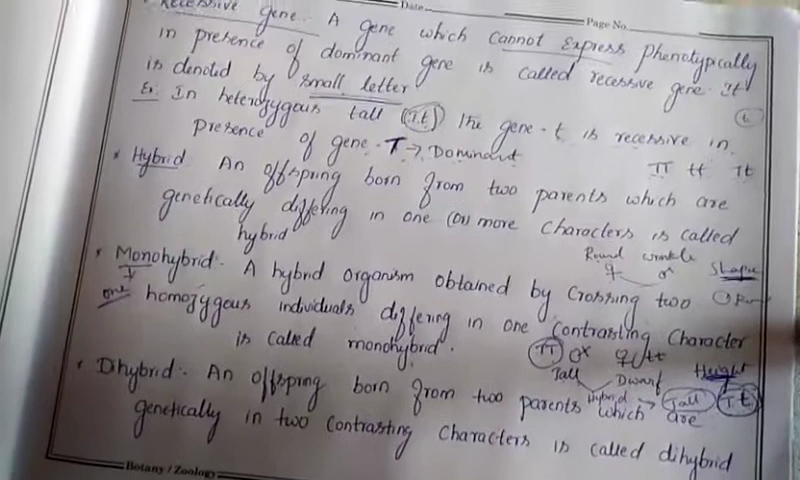 Date
Page No.
Recessive gene. A gene which cannot Express phenotypically
in presence of dominant gene is called recessive gene. It
is denoted by small letter
t
Ex: In heterozygous tall (T.t) The gene - t is recessive in
presence of gene - T → Dominant
TT tt Tt
* Hybrid. An offspring born from two parents which are
genetically differing in one (or) more characters is called
hybrid
Round wrinkle
♀ ♂ Shape
* Monohybrid. A hybrid organism obtained by crossing two
one homozygous individuals differing in one contrasting character
is called monohybrid.
TT ♂ × ♀ tt
Tall Dwarf Height
Hybrid → Tall Tt
* Dihybrid:- An offspring born from two parents which are
genetically in two contrasting characters is called dihybrid
Botany / Zoology